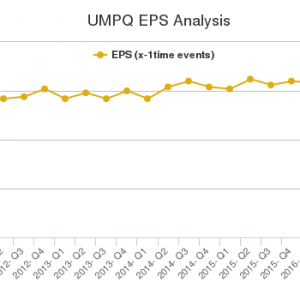 UMPQ EPS Analysis
EPS (x-1time events)
2012- Q3
2012- Q4
2013- Q1
2013- Q2
2013- Q3
2013- Q4
2014- Q1
2014- Q2
2014- Q3
2014- Q4
2015- Q1
2015- Q2
2015- Q3
2015- Q4